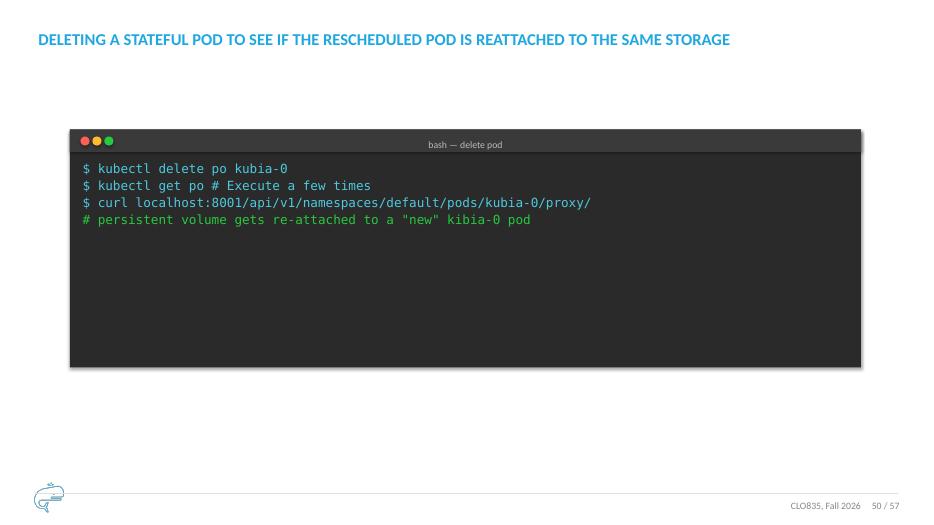 DELETING A STATEFUL POD TO SEE IF THE RESCHEDULED POD IS REATTACHED TO THE SAME STORAGE
bash — delete pod
$ kubectl delete po kubia-0
$ kubectl get po # Execute a few times
$ curl localhost:8001/api/v1/namespaces/default/pods/kubia-0/proxy/
# persistent volume gets re-attached to a "new" kibia-0 pod
CLO835, Fall 2026 50 / 57